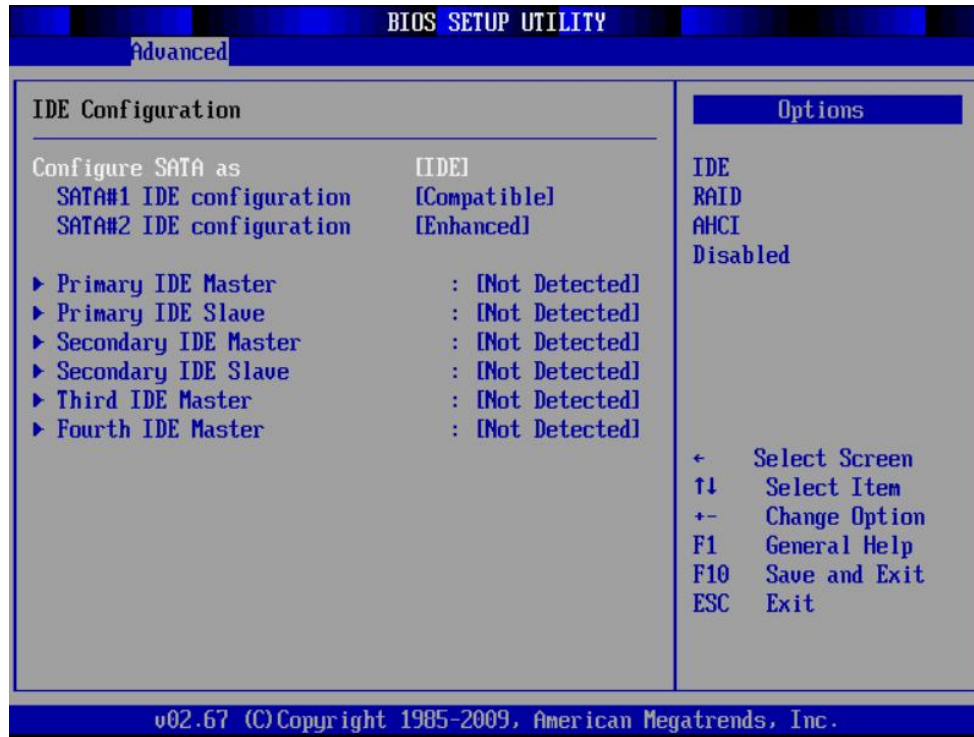 BIOS SETUP UTILITY
Advanced
IDE Configuration
Configure SATA as [IDE]
SATA#1 IDE configuration [Compatible]
SATA#2 IDE configuration [Enhanced]
▶ Primary IDE Master : [Not Detected]
▶ Primary IDE Slave : [Not Detected]
▶ Secondary IDE Master : [Not Detected]
▶ Secondary IDE Slave : [Not Detected]
▶ Third IDE Master : [Not Detected]
▶ Fourth IDE Master : [Not Detected]
Options
IDE
RAID
AHCI
Disabled
← Select Screen
↑↓ Select Item
+- Change Option
F1 General Help
F10 Save and Exit
ESC Exit
v02.67 (C)Copyright 1985-2009, American Megatrends, Inc.